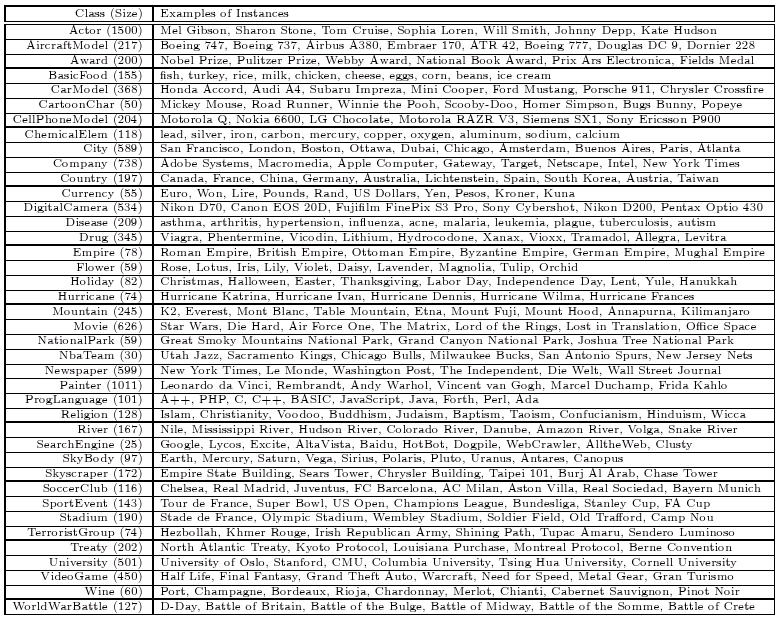 Class (Size) Examples of Instances
Actor (1500) Mel Gibson, Sharon Stone, Tom Cruise, Sophia Loren, Will Smith, Johnny Depp, Kate Hudson
AircraftModel (217) Boeing 747, Boeing 737, Airbus A380, Embraer 170, ATR 42, Boeing 777, Douglas DC 9, Dornier 228
Award (200) Nobel Prize, Pulitzer Prize, Webby Award, National Book Award, Prix Ars Electronica, Fields Medal
BasicFood (155) fish, turkey, rice, milk, chicken, cheese, eggs, corn, beans, ice cream
CarModel (368) Honda Accord, Audi A4, Subaru Impreza, Mini Cooper, Ford Mustang, Porsche 911, Chrysler Crossfire
CartoonChar (50) Mickey Mouse, Road Runner, Winnie the Pooh, Scooby-Doo, Homer Simpson, Bugs Bunny, Popeye
CellPhoneModel (204) Motorola Q, Nokia 6600, LG Chocolate, Motorola RAZR V3, Siemens SX1, Sony Ericsson P900
ChemicalElem (118) lead, silver, iron, carbon, mercury, copper, oxygen, aluminum, sodium, calcium
City (589) San Francisco, London, Boston, Ottawa, Dubai, Chicago, Amsterdam, Buenos Aires, Paris, Atlanta
Company (738) Adobe Systems, Macromedia, Apple Computer, Gateway, Target, Netscape, Intel, New York Times
Country (197) Canada, France, China, Germany, Australia, Lichtenstein, Spain, South Korea, Austria, Taiwan
Currency (55) Euro, Won, Lire, Pounds, Rand, US Dollars, Yen, Pesos, Kroner, Kuna
DigitalCamera (534) Nikon D70, Canon EOS 20D, Fujifilm FinePix S3 Pro, Sony Cybershot, Nikon D200, Pentax Optio 430
Disease (209) asthma, arthritis, hypertension, influenza, acne, malaria, leukemia, plague, tuberculosis, autism
Drug (345) Viagra, Phentermine, Vicodin, Lithium, Hydrocodone, Xanax, Vioxx, Tramadol, Allegra, Levitra
Empire (78) Roman Empire, British Empire, Ottoman Empire, Byzantine Empire, German Empire, Mughal Empire
Flower (59) Rose, Lotus, Iris, Lily, Violet, Daisy, Lavender, Magnolia, Tulip, Orchid
Holiday (82) Christmas, Halloween, Easter, Thanksgiving, Labor Day, Independence Day, Lent, Yule, Hanukkah
Hurricane (74) Hurricane Katrina, Hurricane Ivan, Hurricane Dennis, Hurricane Wilma, Hurricane Frances
Mountain (245) K2, Everest, Mont Blanc, Table Mountain, Etna, Mount Fuji, Mount Hood, Annapurna, Kilimanjaro
Movie (626) Star Wars, Die Hard, Air Force One, The Matrix, Lord of the Rings, Lost in Translation, Office Space
NationalPark (59) Great Smoky Mountains National Park, Grand Canyon National Park, Joshua Tree National Park
NbaTeam (30) Utah Jazz, Sacramento Kings, Chicago Bulls, Milwaukee Bucks, San Antonio Spurs, New Jersey Nets
Newspaper (599) New York Times, Le Monde, Washington Post, The Independent, Die Welt, Wall Street Journal
Painter (1011) Leonardo da Vinci, Rembrandt, Andy Warhol, Vincent van Gogh, Marcel Duchamp, Frida Kahlo
ProgLanguage (101) A++, PHP, C, C++, BASIC, JavaScript, Java, Forth, Perl, Ada
Religion (128) Islam, Christianity, Voodoo, Buddhism, Judaism, Baptism, Taoism, Confucianism, Hinduism, Wicca
River (167) Nile, Mississippi River, Hudson River, Colorado River, Danube, Amazon River, Volga, Snake River
SearchEngine (25) Google, Lycos, Excite, AltaVista, Baidu, HotBot, Dogpile, WebCrawler, AlltheWeb, Clusty
SkyBody (97) Earth, Mercury, Saturn, Vega, Sirius, Polaris, Pluto, Uranus, Antares, Canopus
Skyscraper (172) Empire State Building, Sears Tower, Chrysler Building, Taipei 101, Burj Al Arab, Chase Tower
SoccerClub (116) Chelsea, Real Madrid, Juventus, FC Barcelona, AC Milan, Aston Villa, Real Sociedad, Bayern Munich
SportEvent (143) Tour de France, Super Bowl, US Open, Champions League, Bundesliga, Stanley Cup, FA Cup
Stadium (190) Stade de France, Olympic Stadium, Wembley Stadium, Soldier Field, Old Trafford, Camp Nou
TerroristGroup (74) Hezbollah, Khmer Rouge, Irish Republican Army, Shining Path, Tupac Amaru, Sendero Luminoso
Treaty (202) North Atlantic Treaty, Kyoto Protocol, Louisiana Purchase, Montreal Protocol, Berne Convention
University (501) University of Oslo, Stanford, CMU, Columbia University, Tsing Hua University, Cornell University
VideoGame (450) Half Life, Final Fantasy, Grand Theft Auto, Warcraft, Need for Speed, Metal Gear, Gran Turismo
Wine (60) Port, Champagne, Bordeaux, Rioja, Chardonnay, Merlot, Chianti, Cabernet Sauvignon, Pinot Noir
WorldWarBattle (127) D-Day, Battle of Britain, Battle of the Bulge, Battle of Midway, Battle of the Somme, Battle of Crete